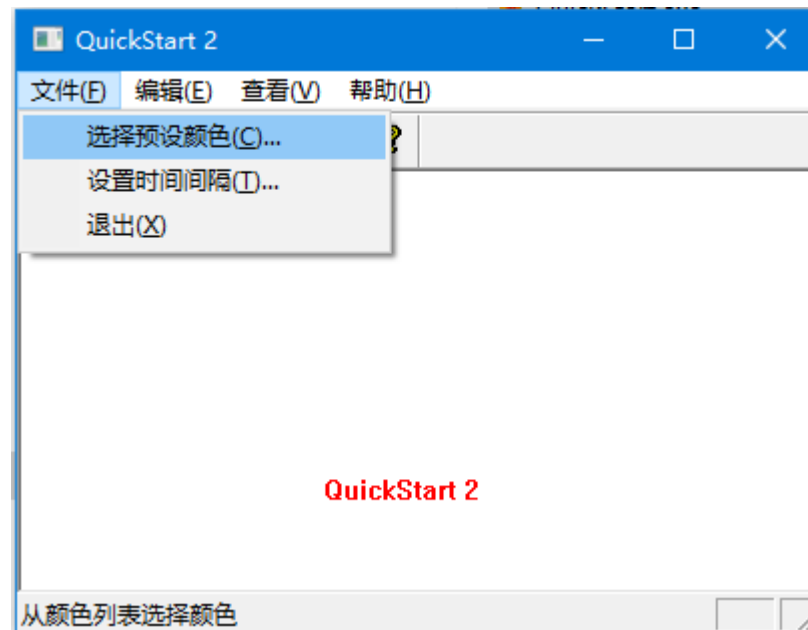 QuickStart 2
文件(F) 编辑(E) 查看(V) 帮助(H)
选择预设颜色(C)...
设置时间间隔(T)...
退出(X)
QuickStart 2
从颜色列表选择颜色